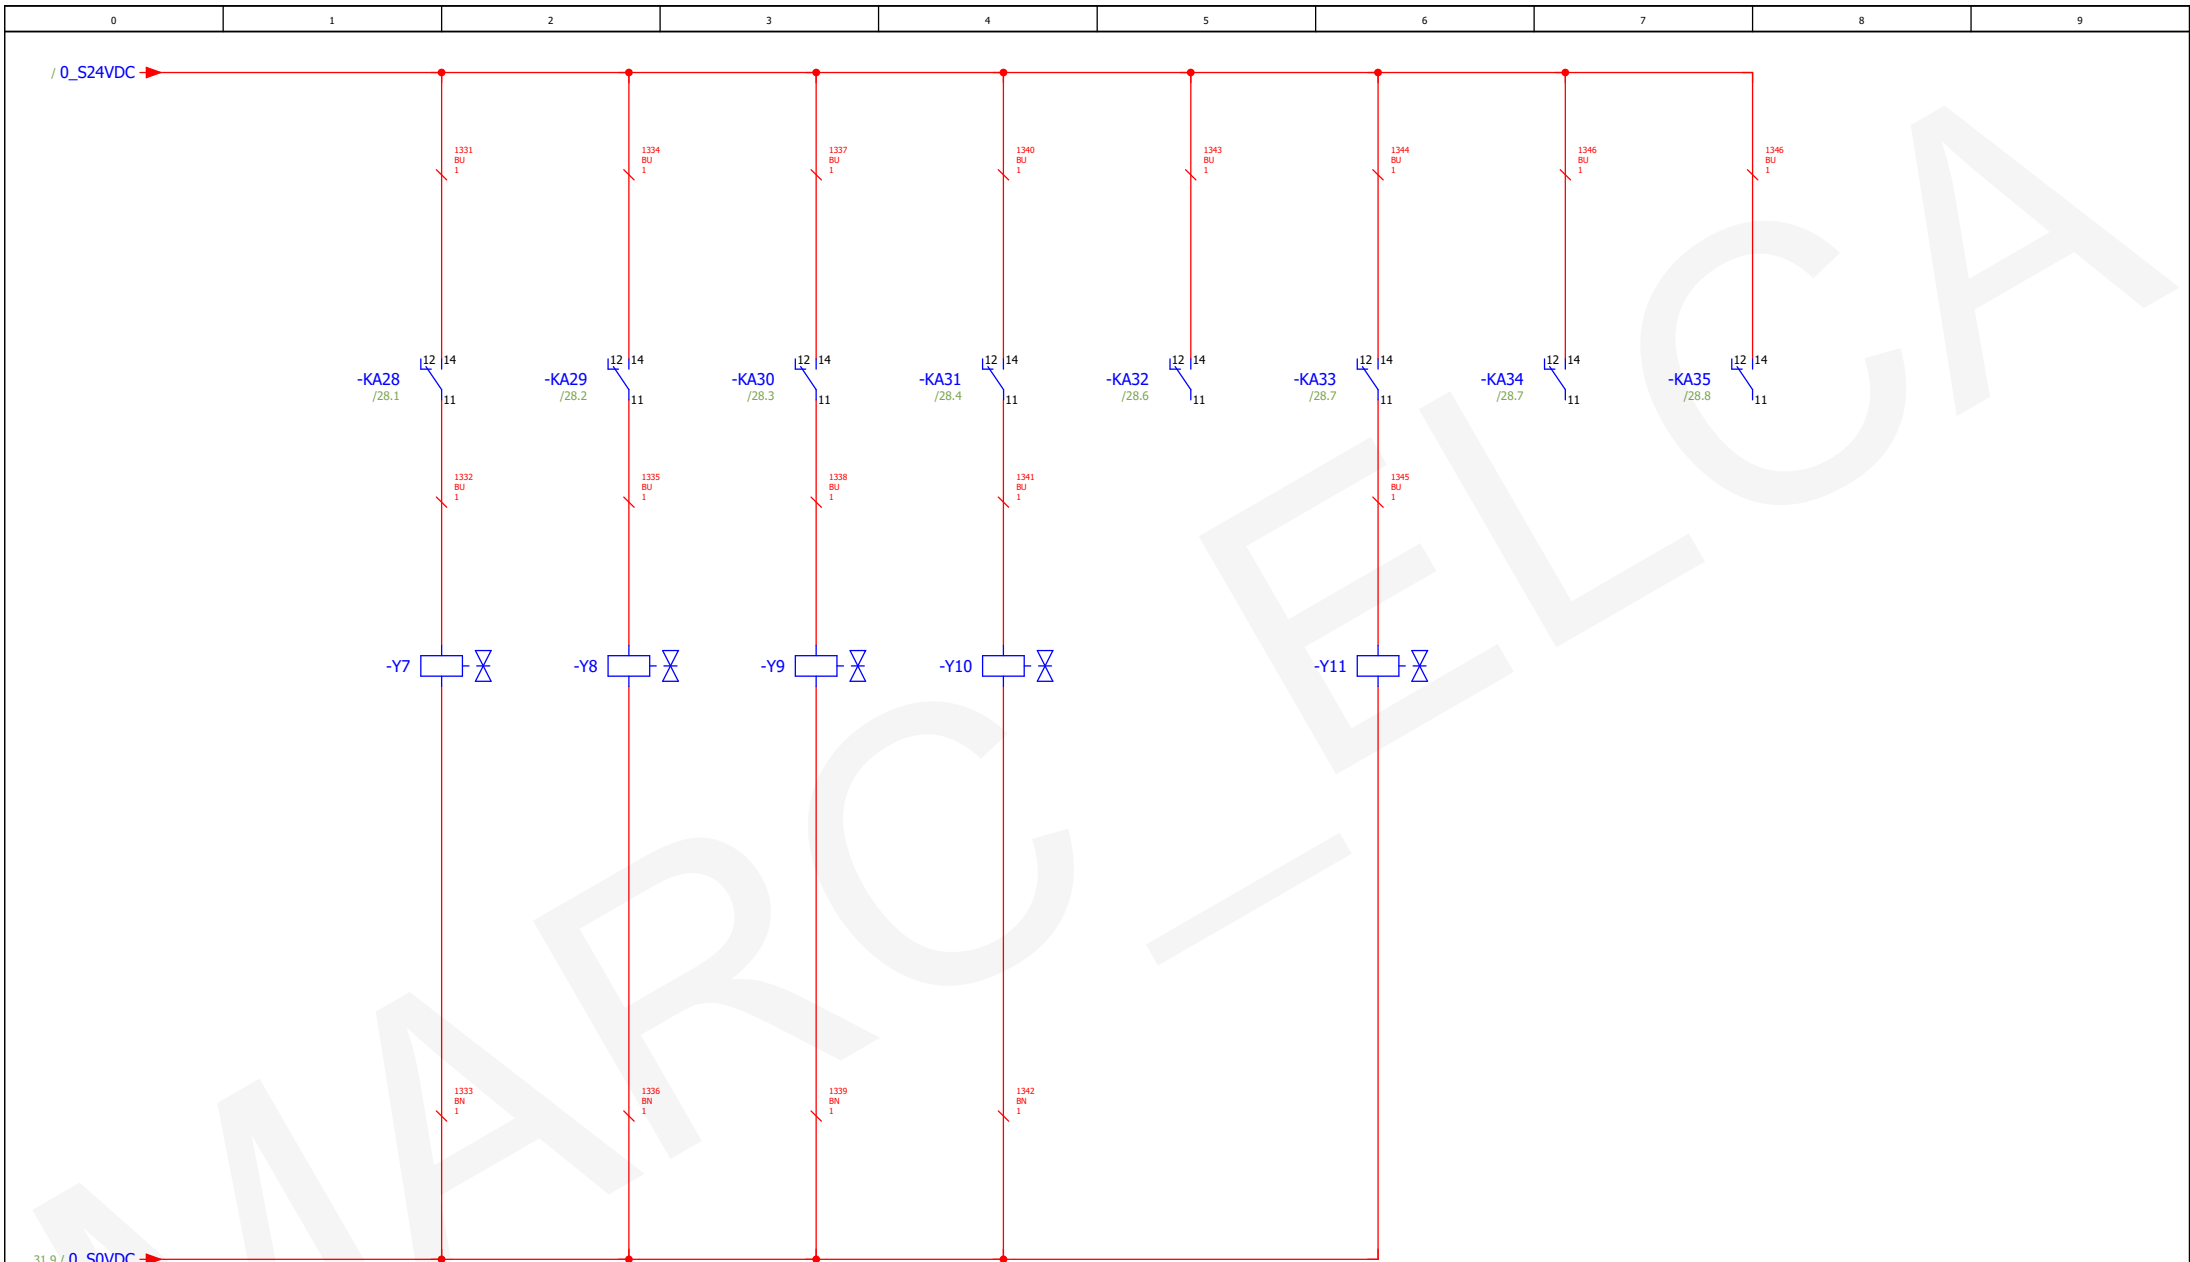 0 1 2 3 4 5 6 7 8 9
/ 0_S24VDC
1331 1334 1337 1340 1343 1344 1346 1346
BU BU BU BU BU BU BU BU
1 1 1 1 1 1 1 1
12 14 12 14 12 14 12 14 12 14 12 14 12 14 12 14
-KA28 -KA29 -KA30 -KA31 -KA32 -KA33 -KA34 -KA35
/28.1 /28.2 /28.3 /28.4 /28.6 /28.7 /28.7 /28.8
11 11 11 11 11 11 11 11
1332 1335 1338 1341 1345
BU BU BU BU BU
1 1 1 1 1
-Y7 -Y8 -Y9 -Y10 -Y11
1333 1336 1339 1342
BN BN BN BN
1 1 1 1
31.9 / 0_S0VDC
MARC_ELCA